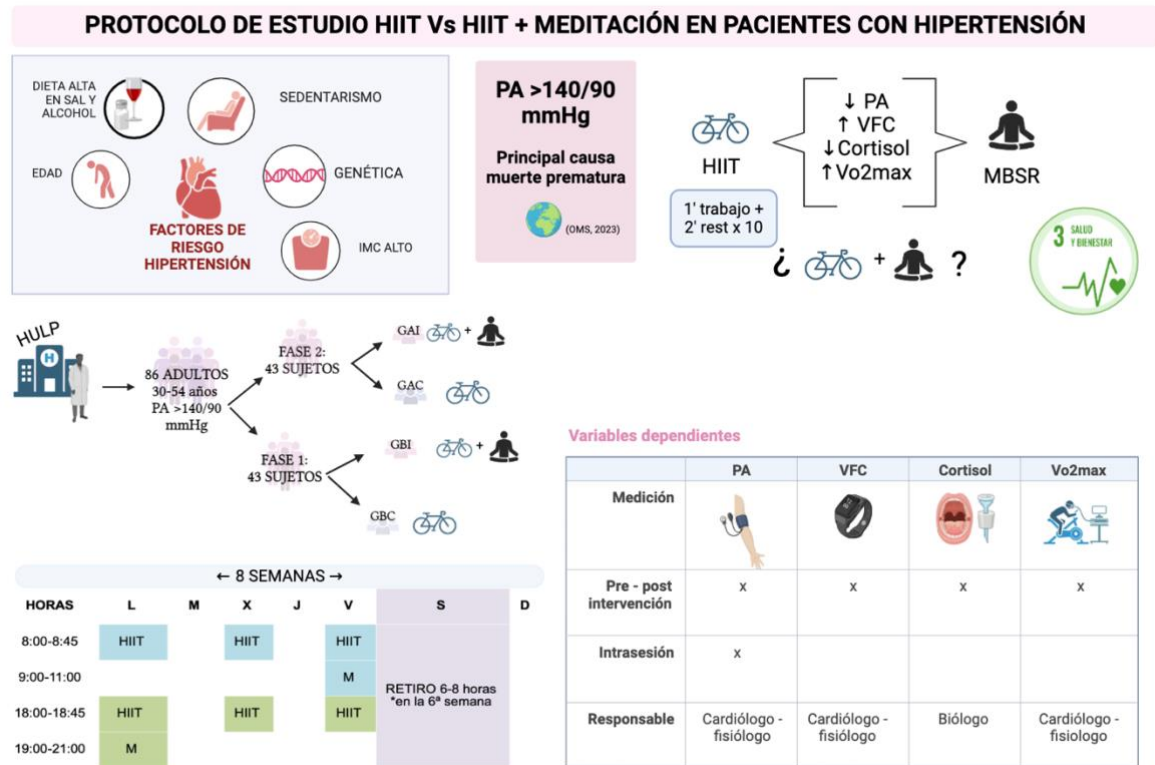 PROTOCOLO DE ESTUDIO HIIT Vs HIIT + MEDITACIÓN EN PACIENTES CON HIPERTENSIÓN
DIETA ALTA
EN SAL Y
ALCOHOL
SEDENTARISMO
EDAD
GENÉTICA
FACTORES DE
RIESGO
HIPERTENSIÓN
IMC ALTO
PA >140/90
mmHg
Principal causa
muerte prematura
(OMS, 2023)
HIIT
↓ PA
↑ VFC
↓Cortisol
↑Vo2max
MBSR
1' trabajo +
2' rest x 10
¿ + ?
3 SALUD
Y BIENESTAR
HULP
H
86 ADULTOS
30-54 años
PA >140/90
mmHg
FASE 2:
43 SUJETOS
GAI +
GAC
FASE 1:
43 SUJETOS
GBI +
GBC
← 8 SEMANAS →
HORAS L M X J V S D
8:00-8:45 HIIT HIIT HIIT
9:00-11:00 M
RETIRO 6-8 horas
*en la 6ª semana
18:00-18:45 HIIT HIIT HIIT
19:00-21:00 M
Variables dependientes
PA VFC Cortisol Vo2max
Medición
Pre - post
intervención
x x x x
Intrasesión x
Responsable
Cardiólogo -
fisiólogo
Cardiólogo -
fisiólogo
Biólogo
Cardiólogo -
fisiologo